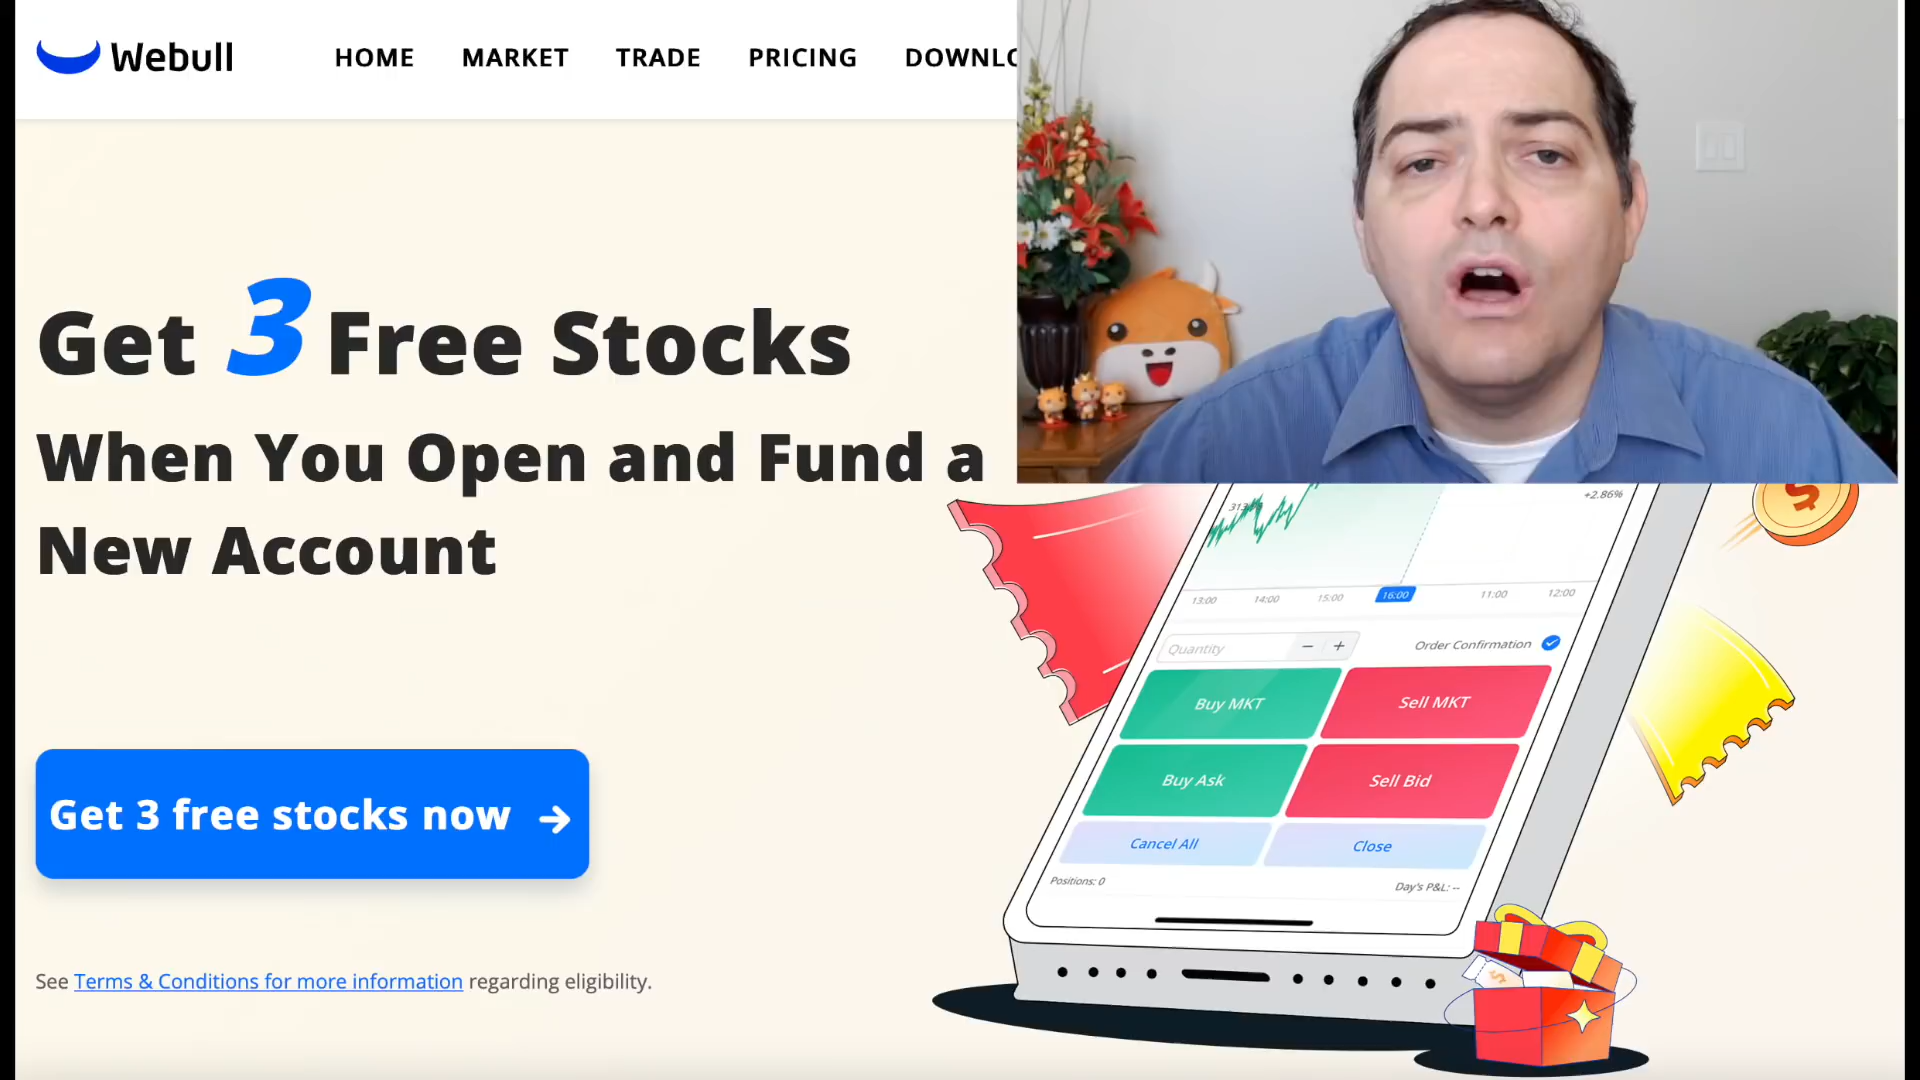 Webull
HOME MARKET TRADE PRICING DOWNLO
Get 3 Free Stocks
When You Open and Fund a
New Account
Get 3 free stocks now
See Terms & Conditions for more information regarding eligibility.
+2.86%
13:00 14:00 15:00 16:00 11:00 12:00
Quantity − + Order Confirmation
Buy MKT Sell MKT
Buy Ask Sell Bid
Cancel All Close
Positions: 0 Day's P&L: --